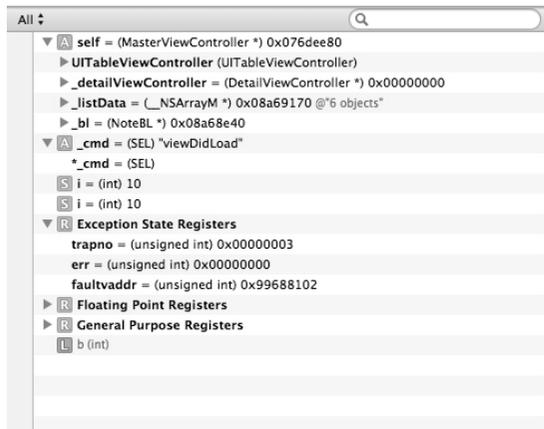 All
A self = (MasterViewController *) 0x076dee80
UITableViewController (UITableViewController)
_detailViewController = (DetailViewController *) 0x00000000
_listData = (__NSArrayM *) 0x08a69170 @"6 objects"
_bl = (NoteBL *) 0x08a68e40
A _cmd = (SEL) "viewDidLoad"
*_cmd = (SEL)
S i = (int) 10
S i = (int) 10
R Exception State Registers
trapno = (unsigned int) 0x00000003
err = (unsigned int) 0x00000000
faultvaddr = (unsigned int) 0x99688102
R Floating Point Registers
R General Purpose Registers
L b (int)